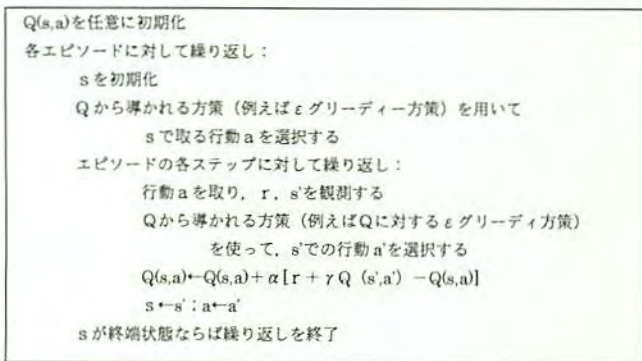 Q(s,a)を任意に初期化
各エピソードに対して繰り返し：
sを初期化
Qから導かれる方策（例えばεグリーディー方策）を用いて
sで取る行動aを選択する
エピソードの各ステップに対して繰り返し：
行動aを取り，r，s'を観測する
Qから導かれる方策（例えばQに対するεグリーディ方策）
を使って，s'での行動a'を選択する
Q(s,a)←Q(s,a)+α[r+γQ（s',a'）−Q(s,a)]
s←s'；a←a'
sが終端状態ならば繰り返しを終了